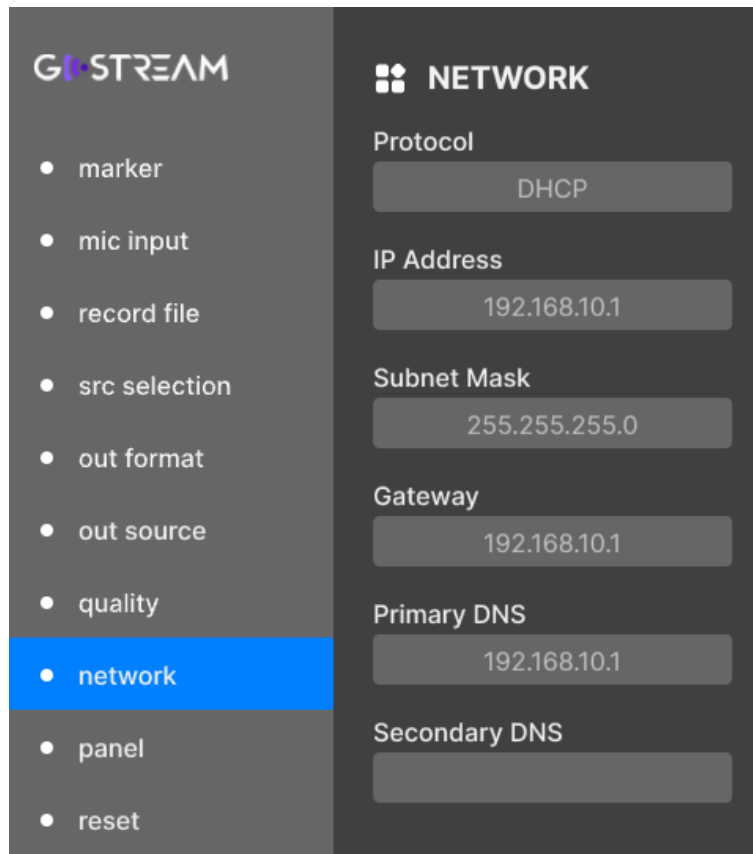 GOSTREAM
marker
mic input
record file
src selection
out format
out source
quality
network
panel
reset
NETWORK
Protocol
DHCP
IP Address
192.168.10.1
Subnet Mask
255.255.255.0
Gateway
192.168.10.1
Primary DNS
192.168.10.1
Secondary DNS